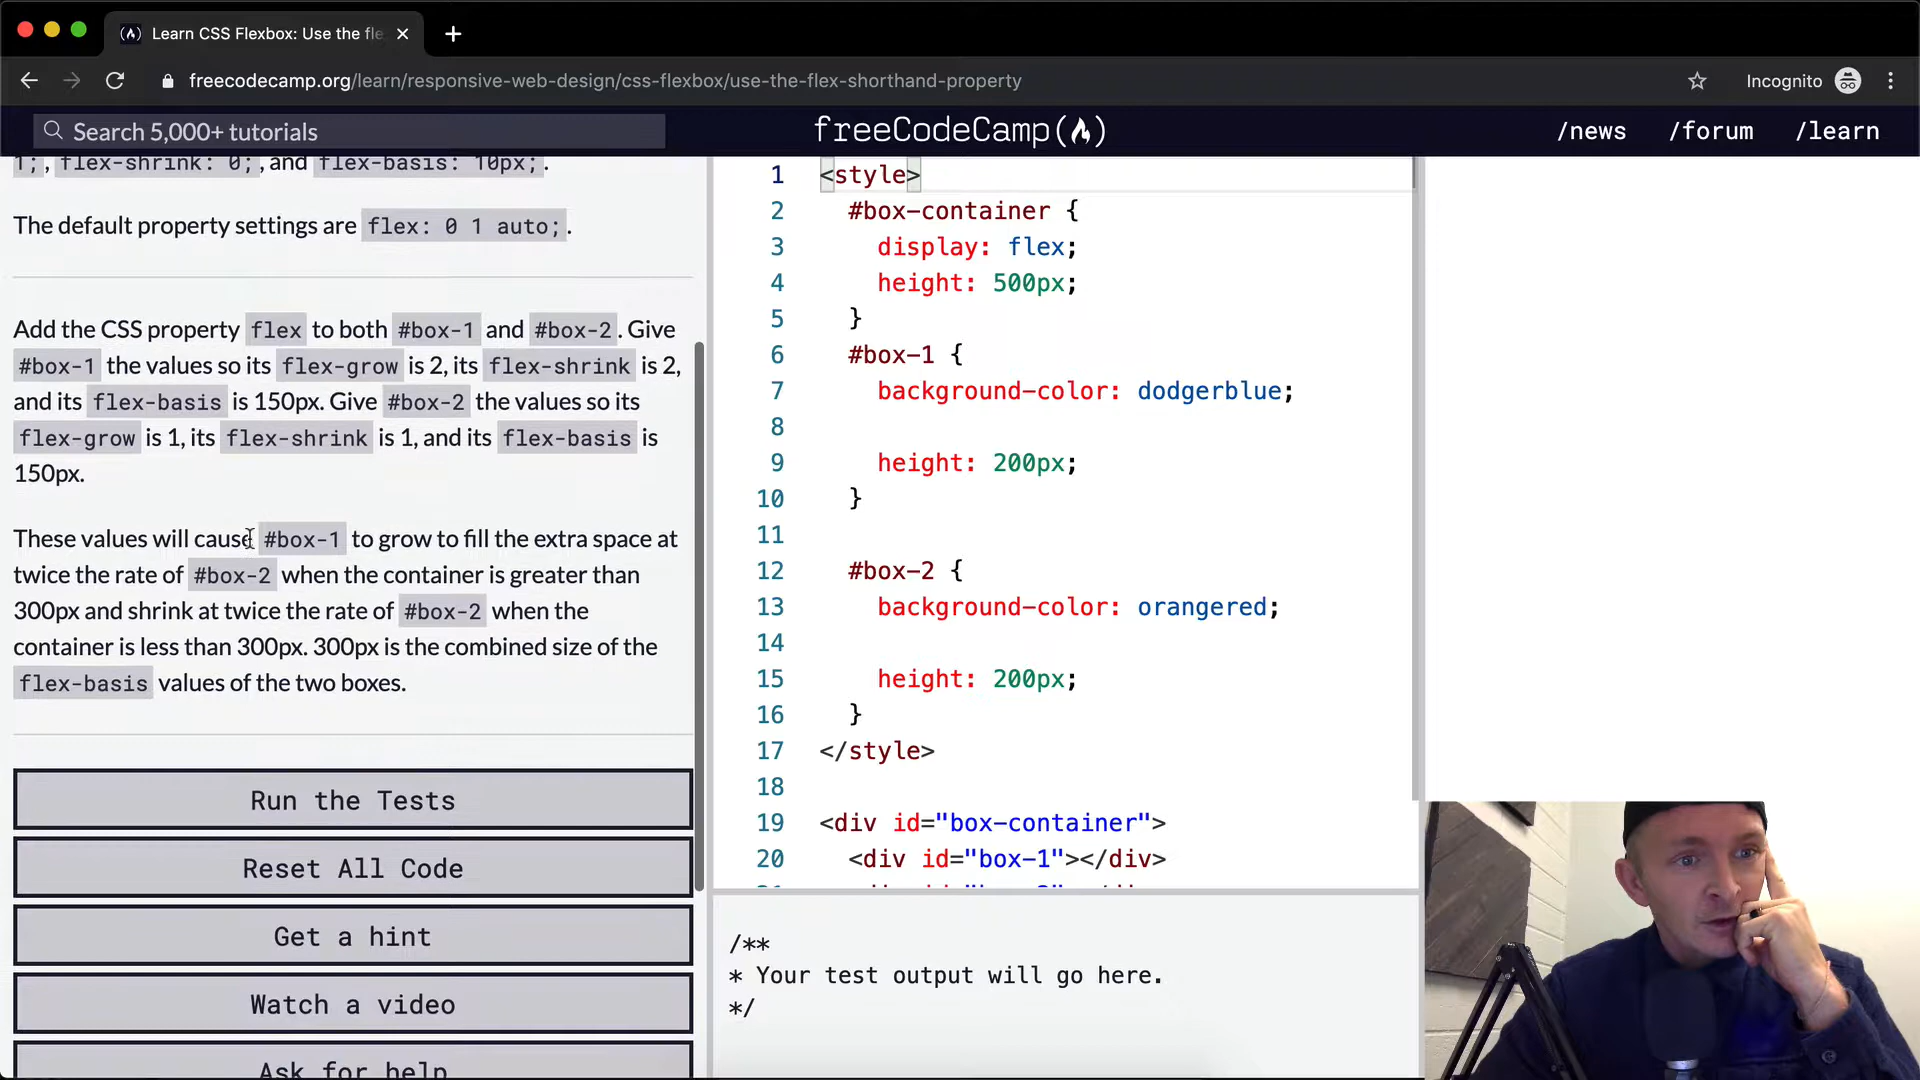 Learn CSS Flexbox: Use the fle
freecodecamp.org/learn/responsive-web-design/css-flexbox/use-the-flex-shorthand-property
Incognito
Search 5,000+ tutorials
freeCodeCamp
/news
/forum
/learn
1;, flex-shrink: 0;, and flex-basis: 10px;.
The default property settings are flex: 0 1 auto;.
Add the CSS property flex to both #box-1 and #box-2. Give
#box-1 the values so its flex-grow is 2, its flex-shrink is 2,
and its flex-basis is 150px. Give #box-2 the values so its
flex-grow is 1, its flex-shrink is 1, and its flex-basis is
150px.
These values will cause #box-1 to grow to fill the extra space at
twice the rate of #box-2 when the container is greater than
300px and shrink at twice the rate of #box-2 when the
container is less than 300px. 300px is the combined size of the
flex-basis values of the two boxes.
Run the Tests
Reset All Code
Get a hint
Watch a video
Ask for help
1 <style>
2 #box-container {
3 display: flex;
4 height: 500px;
5 }
6 #box-1 {
7 background-color: dodgerblue;
8
9 height: 200px;
10 }
11
12 #box-2 {
13 background-color: orangered;
14
15 height: 200px;
16 }
17 </style>
18
19 <div id="box-container">
20 <div id="box-1"></div>
/**
* Your test output will go here.
*/